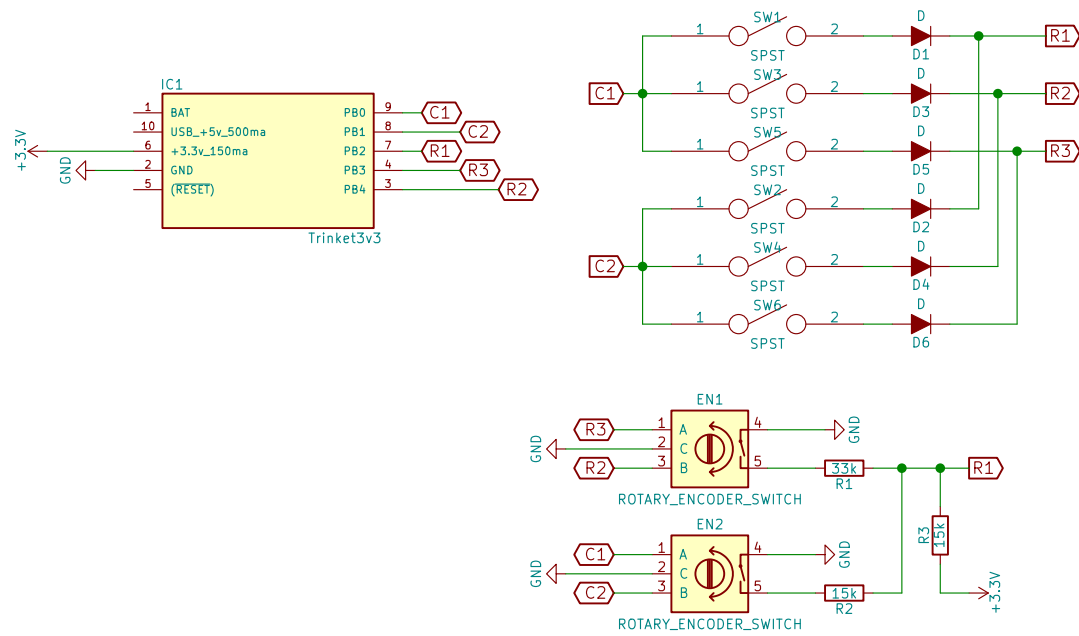 IC1
1 BAT
10 USB_+5v_500ma
6 +3.3v_150ma
2 GND
5 (RESET)
PB0 9 C1
PB1 8 C2
PB2 7 R1
PB3 4 R3
PB4 3 R2
+3.3V
GND
Trinket3v3
C1
C2
1 SW1 2 D
SPST D1
R1
1 SW3 2 D
SPST D3
R2
1 SW5 2 D
SPST D5
R3
1 SW2 2 D
SPST D2
1 SW4 2 D
SPST D4
1 SW6 2 D
SPST D6
EN1
R3 1 A 4 GND
GND 2 C
R2 3 B 5 33k
R1
R1
ROTARY_ENCODER_SWITCH
EN2
C1 1 A 4 GND
GND 2 C
C2 3 B 5 15k
R2
ROTARY_ENCODER_SWITCH
R3
15k
+3.3V